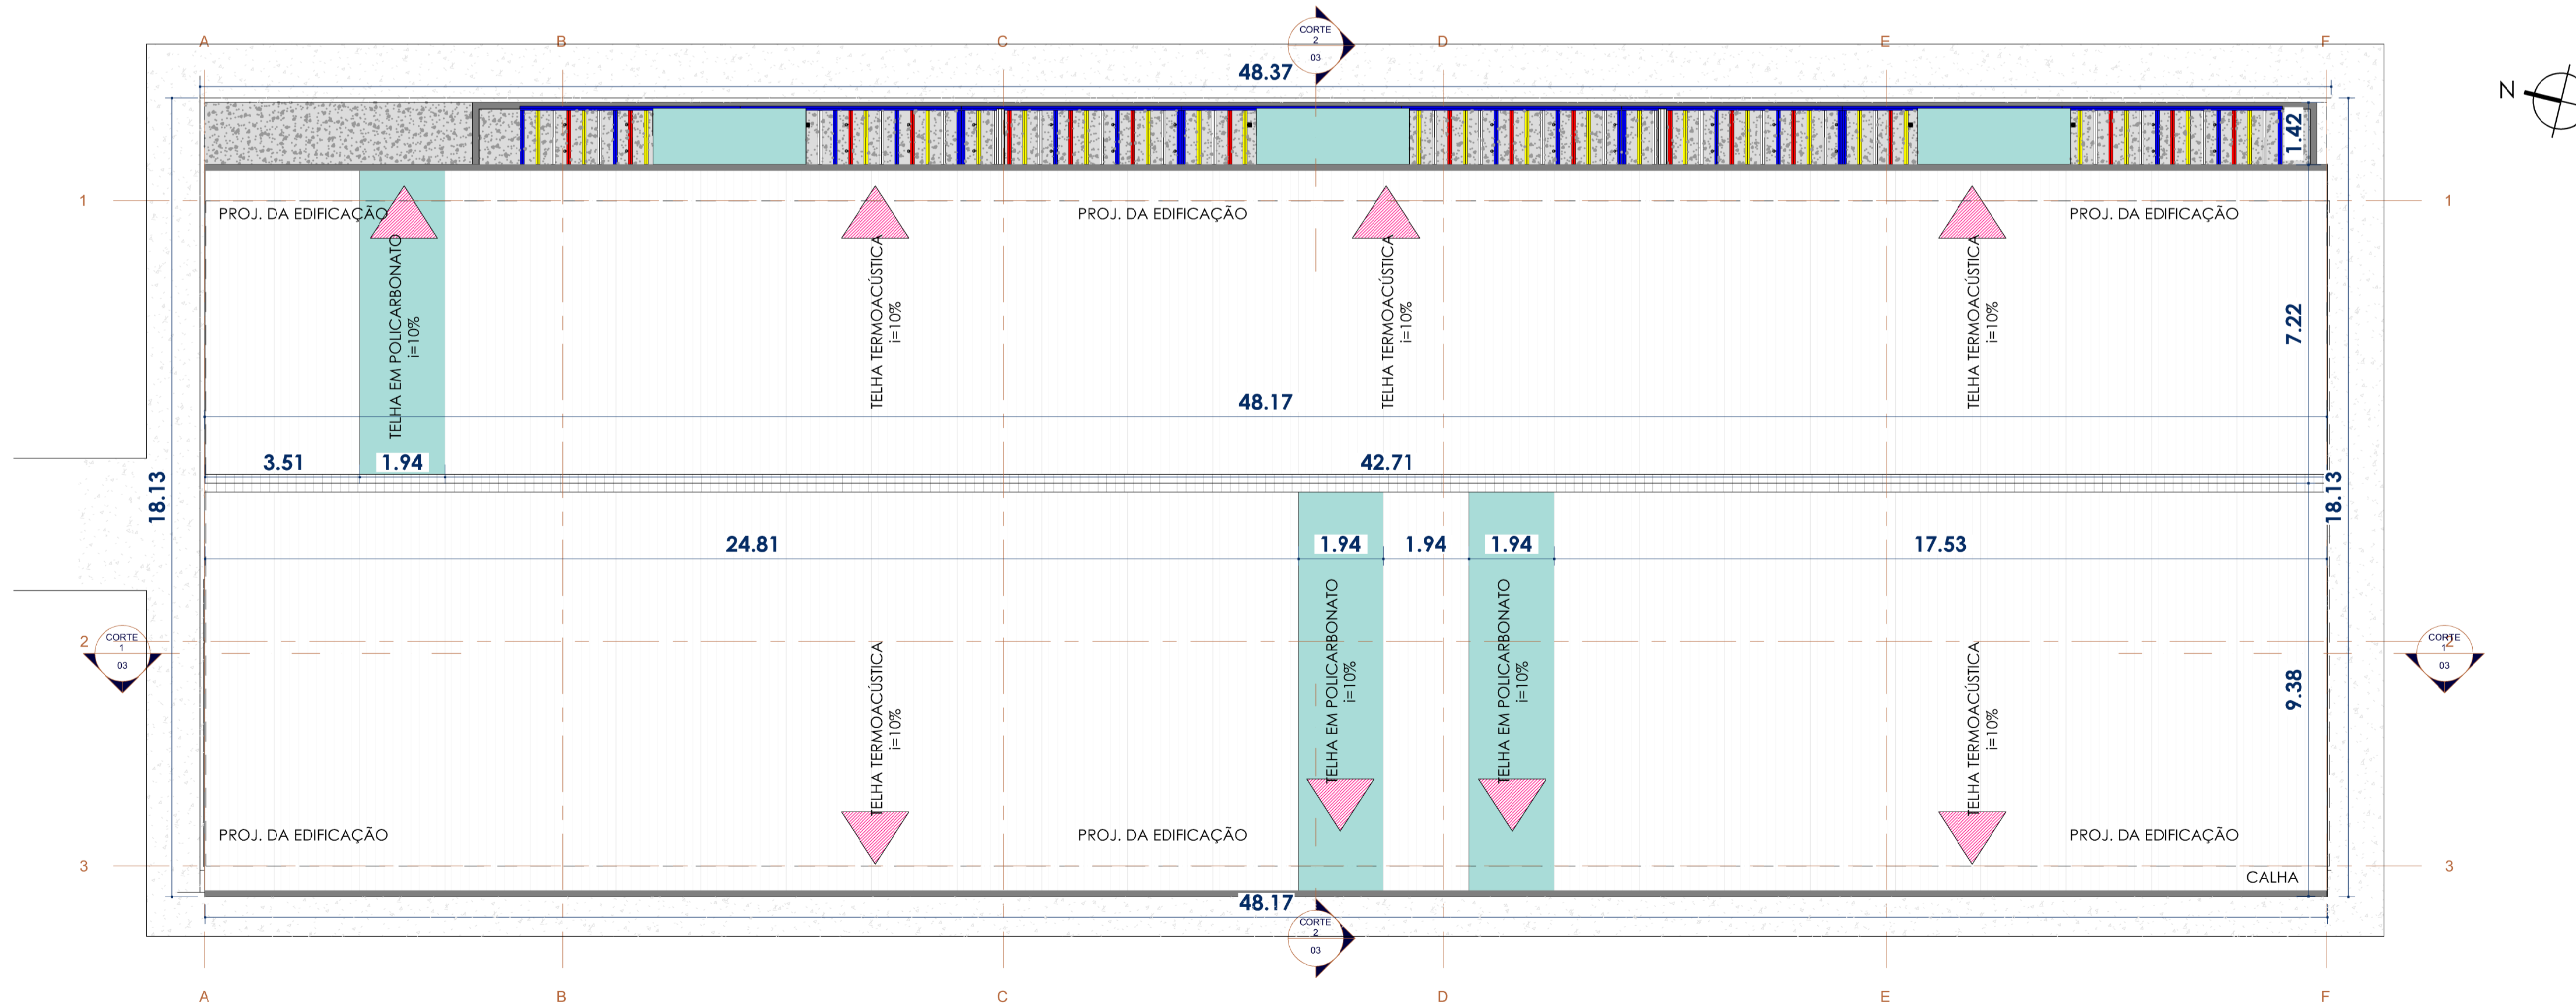 CORTE
2
03
A B C D E F
48.37
N
1.42
1 1
PROJ. DA EDIFICAÇÃO PROJ. DA EDIFICAÇÃO PROJ. DA EDIFICAÇÃO
TELHA EM POLICARBONATO
i=10%
TELHA TERMOACÚSTICA
i=10%
TELHA TERMOACÚSTICA
i=10%
TELHA TERMOACÚSTICA
i=10%
7.22
48.17
3.51 1.94 42.71
18.13 18.13
24.81 1.94 1.94 1.94 17.53
TELHA EM POLICARBONATO
i=10%
TELHA EM POLICARBONATO
i=10%
2 2
CORTE
1
03
CORTE
1
03
TELHA TERMOACÚSTICA
i=10%
TELHA TERMOACÚSTICA
i=10%
9.38
PROJ. DA EDIFICAÇÃO PROJ. DA EDIFICAÇÃO PROJ. DA EDIFICAÇÃO
3 3
CALHA
48.17
CORTE
2
03
A B C D E F